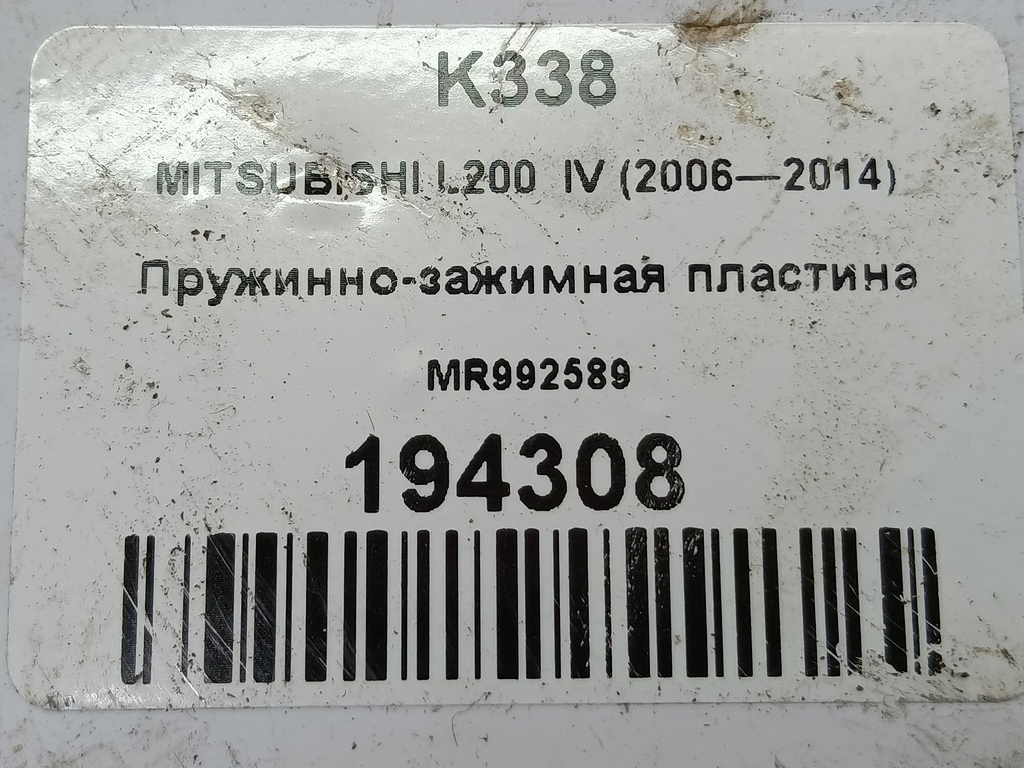 K338
MITSUBISHI L200 IV (2006—2014)
Пружинно-зажимная пластина
MR992589
194308